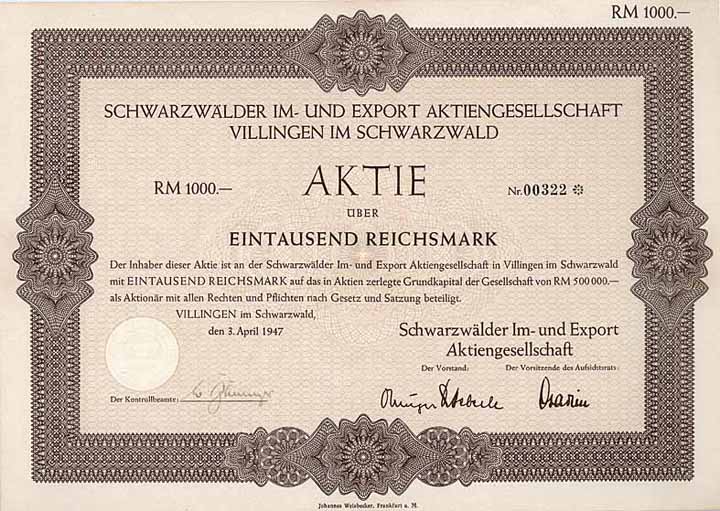 RM 1000.—
SCHWARZWÄLDER IM- UND EXPORT AKTIENGESELLSCHAFT
VILLINGEN IM SCHWARZWALD
RM 1000.— AKTIE Nr. 00322 ❊
ÜBER
EINTAUSEND REICHSMARK
Der Inhaber dieser Aktie ist an der Schwarzwälder Im- und Export Aktiengesellschaft in Villingen im Schwarzwald
mit EINTAUSEND REICHSMARK auf das in Aktien zerlegte Grundkapital der Gesellschaft von RM 500 000.—
als Aktionär mit allen Rechten und Pflichten nach Gesetz und Satzung beteiligt.
VILLINGEN im Schwarzwald,
den 3. April 1947
Schwarzwälder Im- und Export
Aktiengesellschaft
Der Vorstand: Der Vorsitzende des Aufsichtsrats:
Der Kontrollbeamte:
Johannes Weisbecker, Frankfurt a. M.